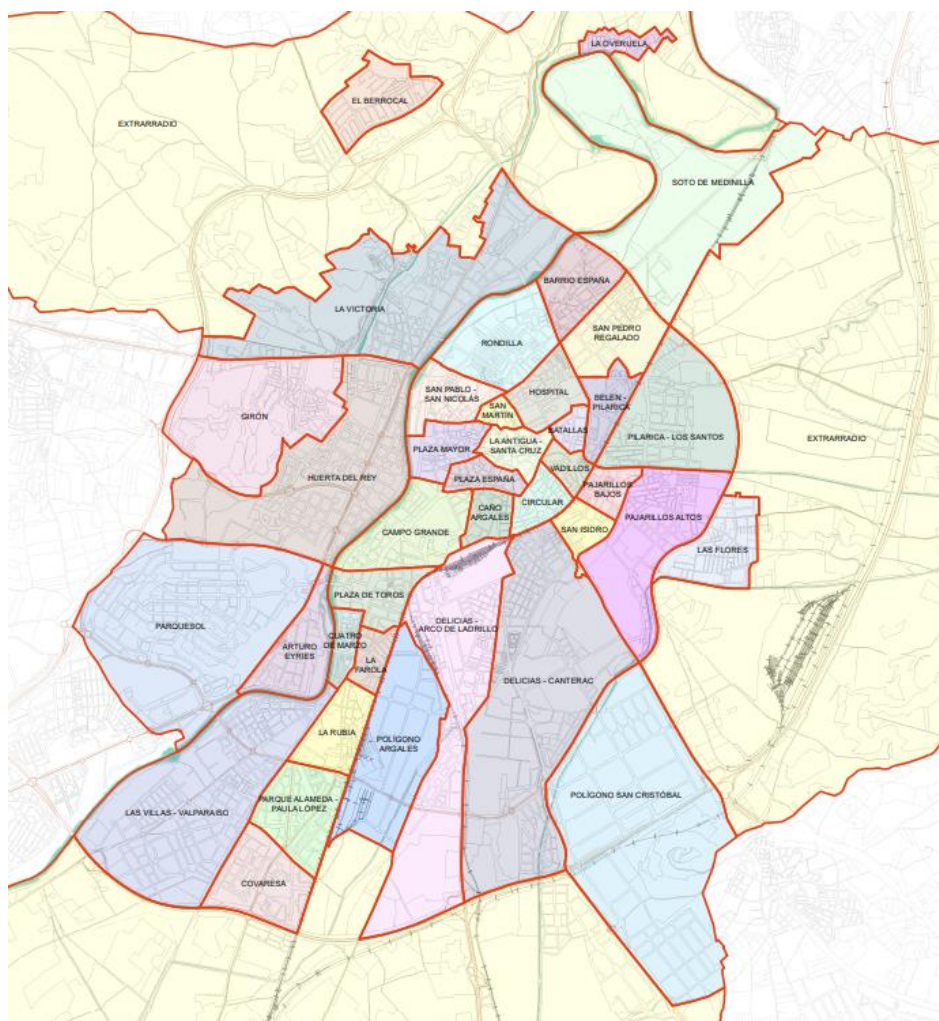 LA OVERUELA
EL BERROCAL
EXTRARRADIO
SOTO DE MEDINILLA
BARRIO ESPAÑA
LA VICTORIA
SAN PEDRO
REGALADO
RONDILLA
SAN PABLO -
SAN NICOLÁS
HOSPITAL
BELÉN -
PILARICA
SAN
MARTÍN
GIRÓN
BATALLAS
PILARICA - LOS SANTOS
EXTRARRADIO
LA ANTIGUA -
SANTA CRUZ
PLAZA MAYOR
VADILLOS
HUERTA DEL REY
PLAZA ESPAÑA
PAJARILLOS
BAJOS
CIRCULAR
CAÑO
ARGALES
PAJARILLOS ALTOS
SAN ISIDRO
CAMPO GRANDE
LAS FLORES
PLAZA DE TOROS
PARQUESOL
DELICIAS -
ARCO DE LADRILLO
CUATRO
DE MARZO
ARTURO
EYRIES
LA
FAROLA
DELICIAS - CANTERAC
LA RUBIA
POLÍGONO
ARGALES
POLÍGONO SAN CRISTÓBAL
PARQUE ALAMEDA -
PAULA LÓPEZ
LAS VILLAS - VALPARAISO
COVARESA